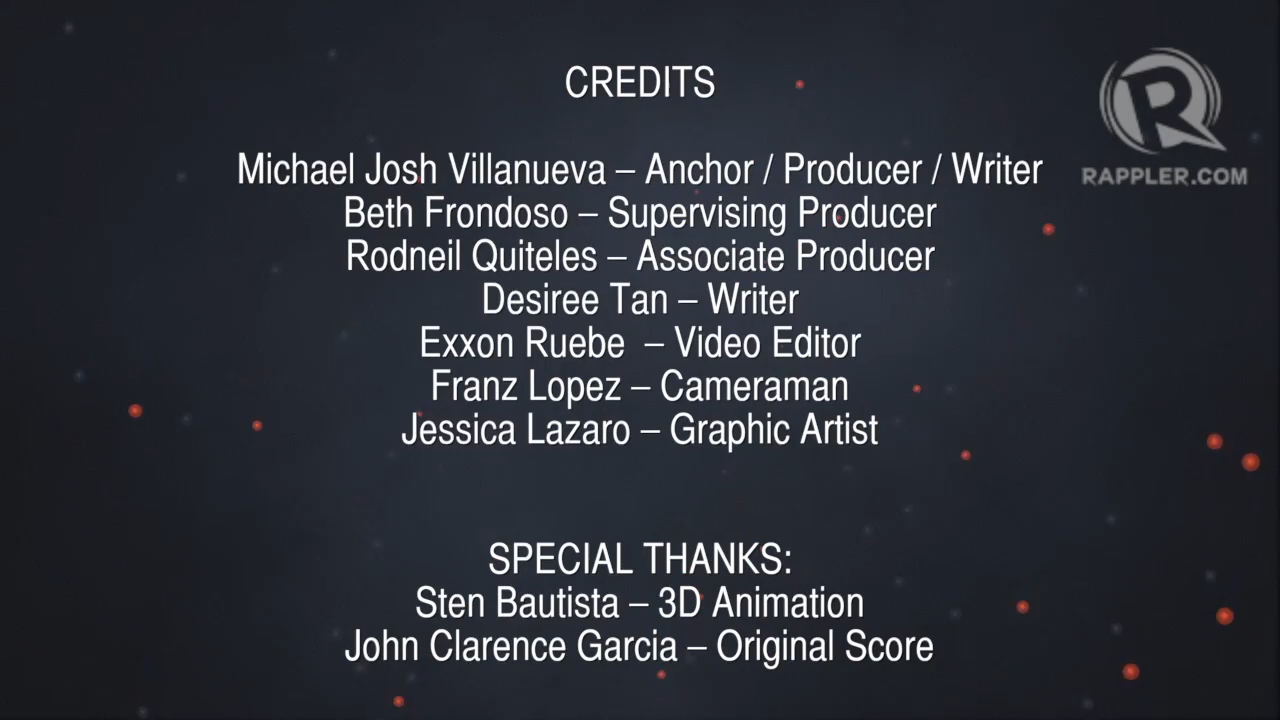 CREDITS
RAPPLER.COM
Michael Josh Villanueva – Anchor / Producer / Writer
Beth Frondoso – Supervising Producer
Rodneil Quiteles – Associate Producer
Desiree Tan – Writer
Exxon Ruebe – Video Editor
Franz Lopez – Cameraman
Jessica Lazaro – Graphic Artist
SPECIAL THANKS:
Sten Bautista – 3D Animation
John Clarence Garcia – Original Score